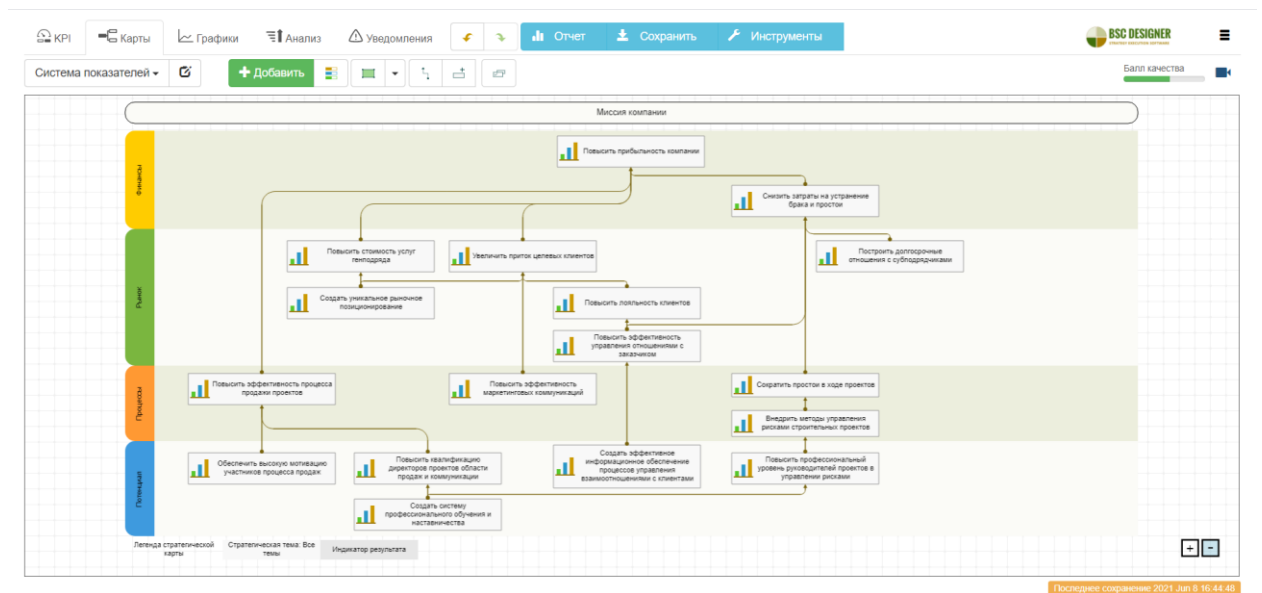 KPI
Карты
Графики
Анализ
Уведомления
Отчет
Сохранить
Инструменты
BSC DESIGNER
STRATEGY EXECUTION SOFTWARE
Система показателей
Добавить
Балл качества
Миссия компании
Финансы
Повысить прибыльность компании
Снизить затраты на устранение
брака и простои
Рынок
Повысить стоимость услуг
генподряда
Увеличить приток целевых клиентов
Построить долгосрочные
отношения с субподрядчиками
Создать уникальное рыночное
позиционирование
Повысить лояльность клиентов
Повысить эффективность
управления отношениями с
заказчиком
Процессы
Повысить эффективность процесса
продажи проектов
Повысить эффективность
маркетинговых коммуникаций
Сократить простои в ходе проектов
Внедрить методы управления
рисками строительных проектов
Потенциал
Обеспечить высокую мотивацию
участников процесса продаж
Повысить квалификацию
директоров проектов области
продаж и коммуникации
Создать эффективное
информационное обеспечение
процессов управления
взаимоотношениями с клиентами
Повысить профессиональный
уровень руководителей проектов в
управлении рисками
Создать систему
профессионального обучения и
наставничества
Легенда стратегической
карты
Стратегическая тема: Все
темы
Индикатор результата
+
-
Последнее сохранение 2021 Jun 8 16:44:48